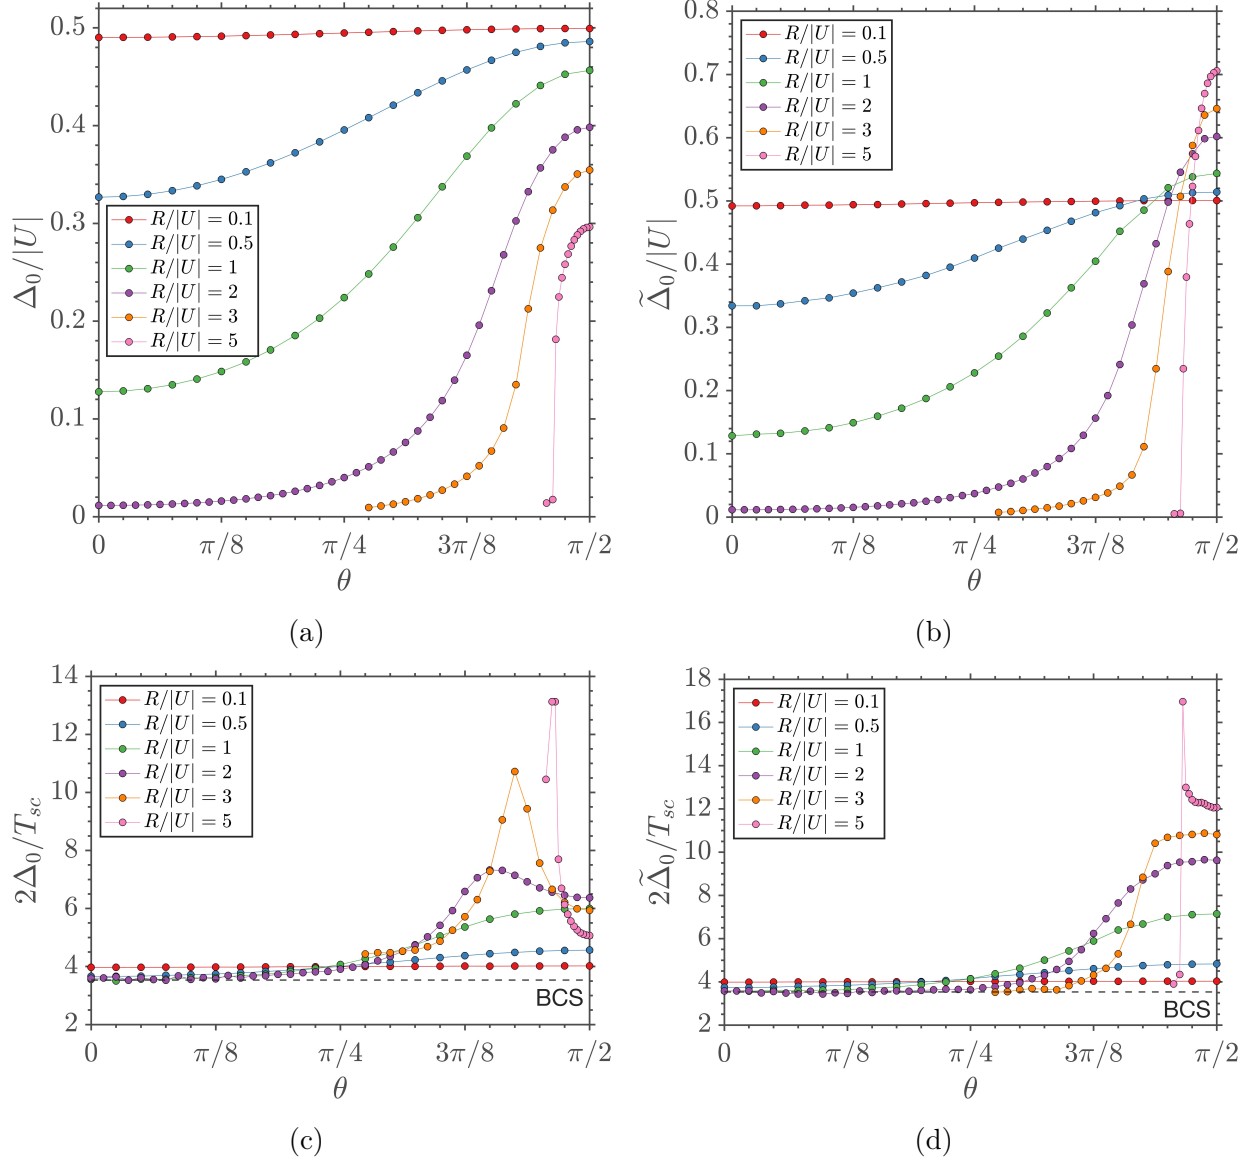 0.5
0.4
0.3
0.2
0.1
0
Δ₀/|U|
R/|U| = 0.1
R/|U| = 0.5
R/|U| = 1
R/|U| = 2
R/|U| = 3
R/|U| = 5
0 π/8 π/4 3π/8 π/2
θ
(a)
0.8
0.7
0.6
0.5
0.4
0.3
0.2
0.1
0
Δ̃₀/|U|
R/|U| = 0.1
R/|U| = 0.5
R/|U| = 1
R/|U| = 2
R/|U| = 3
R/|U| = 5
0 π/8 π/4 3π/8 π/2
θ
(b)
14
12
10
8
6
4
2
2Δ₀/T_sc
R/|U| = 0.1
R/|U| = 0.5
R/|U| = 1
R/|U| = 2
R/|U| = 3
R/|U| = 5
BCS
0 π/8 π/4 3π/8 π/2
θ
(c)
18
16
14
12
10
8
6
4
2
2Δ̃₀/T_sc
R/|U| = 0.1
R/|U| = 0.5
R/|U| = 1
R/|U| = 2
R/|U| = 3
R/|U| = 5
BCS
0 π/8 π/4 3π/8 π/2
θ
(d)